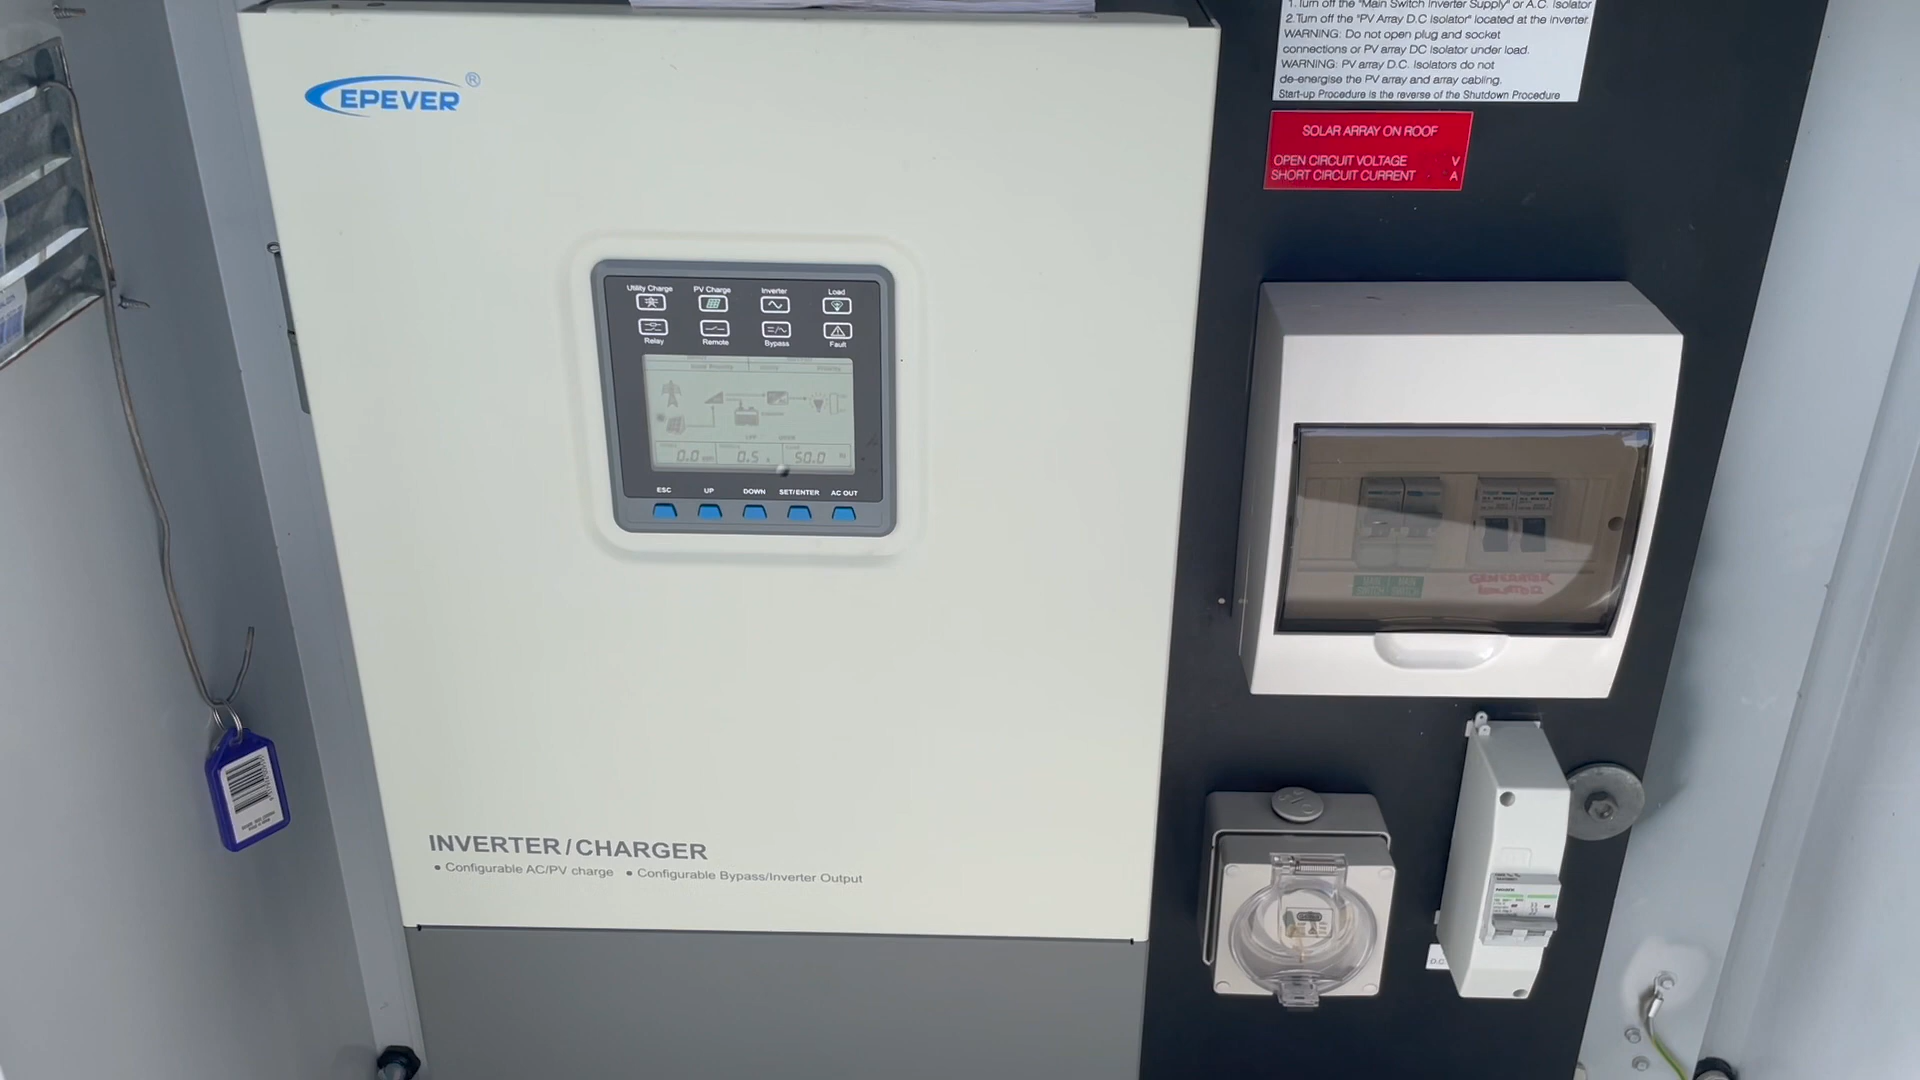 EPEVER®
1. Turn off the "Main Switch Inverter Supply" or A.C. Isolator
2. Turn off the "PV Array D.C Isolator" located at the inverter.
WARNING: Do not open plug and socket
connections or PV array DC Isolator under load.
WARNING: PV array D.C. Isolators do not
de-energise the PV array and array cabling.
Start-up Procedure is the reverse of the Shutdown Procedure
SOLAR ARRAY ON ROOF
OPEN CIRCUIT VOLTAGE V
SHORT CIRCUIT CURRENT A
Utility Charge PV Charge Inverter Load
Relay Remote Bypass Fault
0.0 0.5 50.0
ESC UP DOWN SET/ENTER AC OUT
MAIN SWITCH MAIN SWITCH
GENERATOR
INVERTER/CHARGER
• Configurable AC/PV charge • Configurable Bypass/Inverter Output
D.C